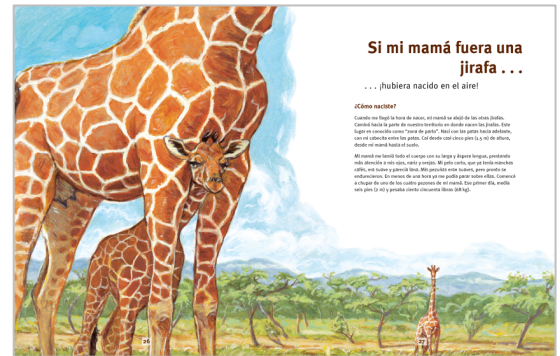 Si mi mamá fuera una
jirafa . . .
. . . ¡hubiera nacido en el aire!
¿Cómo naciste?
Cuando me llegó la hora de nacer, mi mamá se alejó de las otras jirafas.
Caminó hacia la parte de nuestro territorio en donde nacen las jirafas. Este
lugar es conocido como "zona de parto". Nací con las patas hacia adelante,
con mi cabecita entre las patas. Caí desde casi cinco pies (1,5 m) de altura,
desde mi mamá hasta el suelo.
Mi mamá me lamió todo el cuerpo con su larga y áspera lengua, prestando
más atención a mis ojos, nariz y orejas. Mi pelo corto, que ya tenía manchas
cafés, era suave y parecía lana. Mis pezuñas eran suaves, pero pronto se
endurecieron. En menos de una hora ya me podía parar sobre ellas. Comencé
a chupar de uno de los cuatro pezones de mi mamá. Ese primer día, medía
seis pies (2 m) y pesaba ciento cincuenta libras (68 kg).
26
27